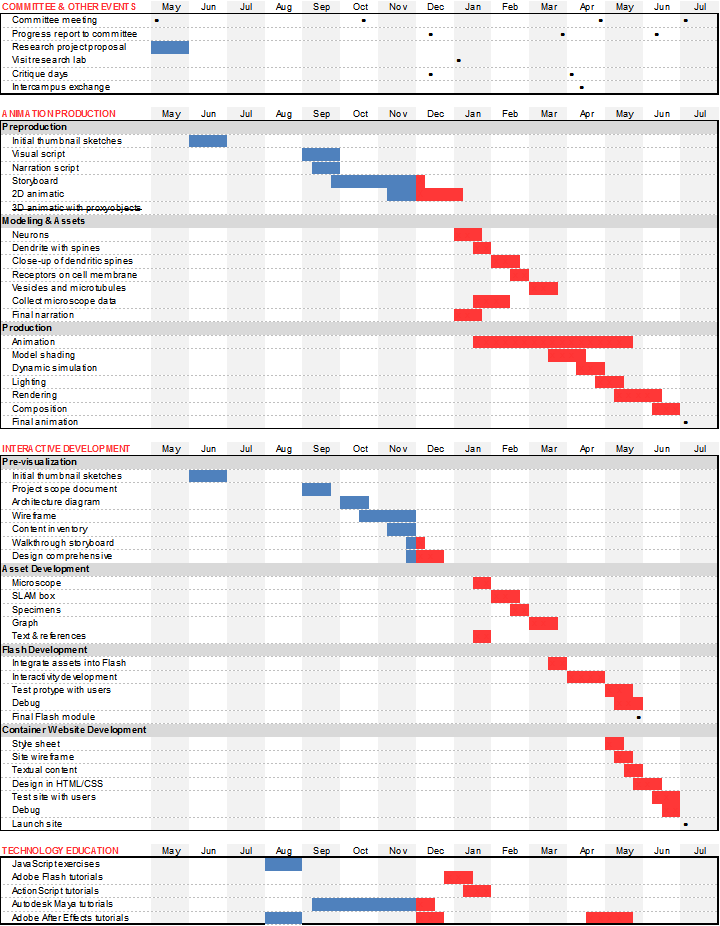 COMMITTEE & OTHER EVENTS May Jun Jul Aug Sep Oct Nov Dec Jan Feb Mar Apr May Jun Jul
Committee meeting
Progress report to committee
Research project proposal
Visit research lab
Critique days
Intercampus exchange
ANIMATION PRODUCTION May Jun Jul Aug Sep Oct Nov Dec Jan Feb Mar Apr May Jun Jul
Preproduction
Initial thumbnail sketches
Visual script
Narration script
Storyboard
2D animatic
3D animatic with proxy objects
Modeling & Assets
Neurons
Dendrite with spines
Close-up of dendritic spines
Receptors on cell membrane
Vesicles and microtubules
Collect microscope data
Final narration
Production
Animation
Model shading
Dynamic simulation
Lighting
Rendering
Composition
Final animation
INTERACTIVE DEVELOPMENT May Jun Jul Aug Sep Oct Nov Dec Jan Feb Mar Apr May Jun Jul
Pre-visualization
Initial thumbnail sketches
Project scope document
Architecture diagram
Wireframe
Content inventory
Walkthrough storyboard
Design comprehensive
Asset Development
Microscope
SLAM box
Specimens
Graph
Text & references
Flash Development
Integrate assets into Flash
Interactivity development
Test protype with users
Debug
Final Flash module
Container Website Development
Style sheet
Site wireframe
Textual content
Design in HTML/CSS
Test site with users
Debug
Launch site
TECHNOLOGY EDUCATION May Jun Jul Aug Sep Oct Nov Dec Jan Feb Mar Apr May Jun Jul
JavaScript exercises
Adobe Flash tutorials
ActionScript tutorials
Autodesk Maya tutorials
Adobe After Effects tutorials